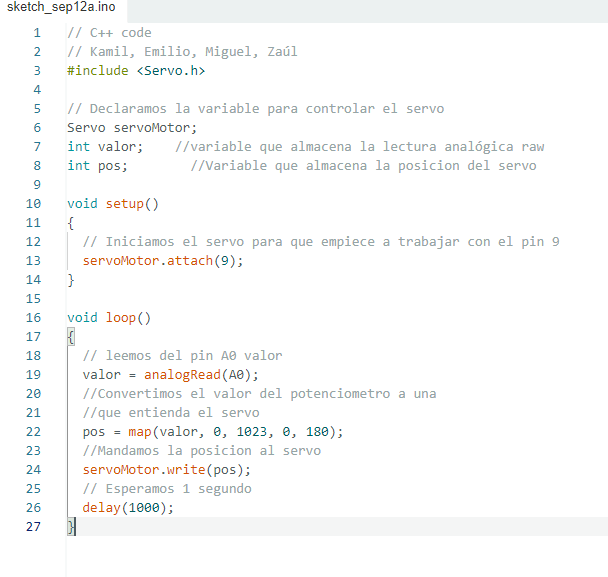 sketch_sep12a.ino
1 // C++ code
2 // Kamil, Emilio, Miguel, Zaúl
3 #include <Servo.h>
4
5 // Declaramos la variable para controlar el servo
6 Servo servoMotor;
7 int valor;    //variable que almacena la lectura analógica raw
8 int pos;        //Variable que almacena la posicion del servo
9
10 void setup()
11 {
12   // Iniciamos el servo para que empiece a trabajar con el pin 9
13   servoMotor.attach(9);
14 }
15
16 void loop()
17 {
18   // leemos del pin A0 valor
19   valor = analogRead(A0);
20   //Convertimos el valor del potenciometro a una
21   //que entienda el servo
22   pos = map(valor, 0, 1023, 0, 180);
23   //Mandamos la posicion al servo
24   servoMotor.write(pos);
25   // Esperamos 1 segundo
26   delay(1000);
27 }